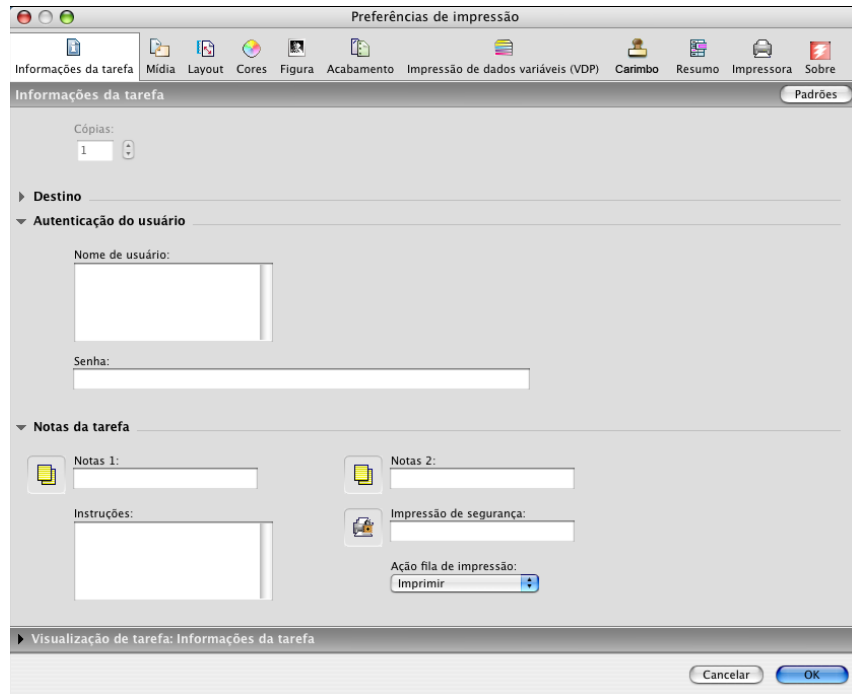 Preferências de impressão
Informações da tarefa Mídia Layout Cores Figura Acabamento Impressão de dados variáveis (VDP) Carimbo Resumo Impressora Sobre
Informações da tarefa Padrões
Cópias:
1
Destino
Autenticação do usuário
Nome de usuário:
Senha:
Notas da tarefa
Notas 1: Notas 2:
Instruções: Impressão de segurança:
Ação fila de impressão:
Imprimir
Visualização de tarefa: Informações da tarefa
Cancelar OK